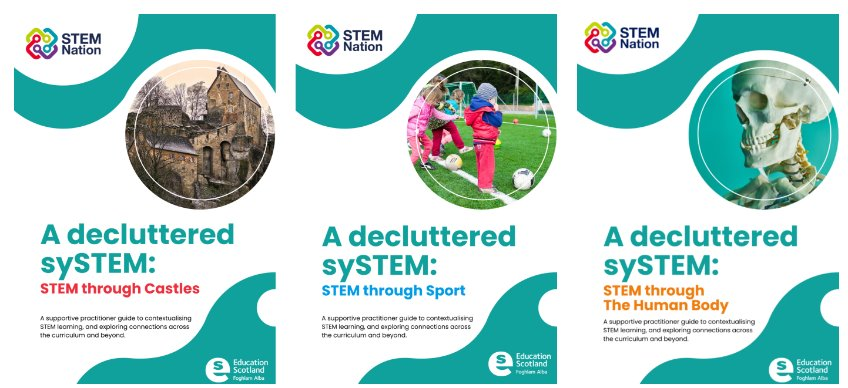 STEM
Nation
A decluttered
sySTEM:
STEM through Castles
A supportive practitioner guide to contextualising
STEM learning, and exploring connections across
the curriculum and beyond.
Education
Scotland
Foghlam Alba
STEM
Nation
A decluttered
sySTEM:
STEM through Sport
A supportive practitioner guide to contextualising
STEM learning, and exploring connections across
the curriculum and beyond.
Education
Scotland
Foghlam Alba
STEM
Nation
A decluttered
sySTEM:
STEM through
The Human Body
A supportive practitioner guide to contextualising
STEM learning, and exploring connections across
the curriculum and beyond.
Education
Scotland
Foghlam Alba